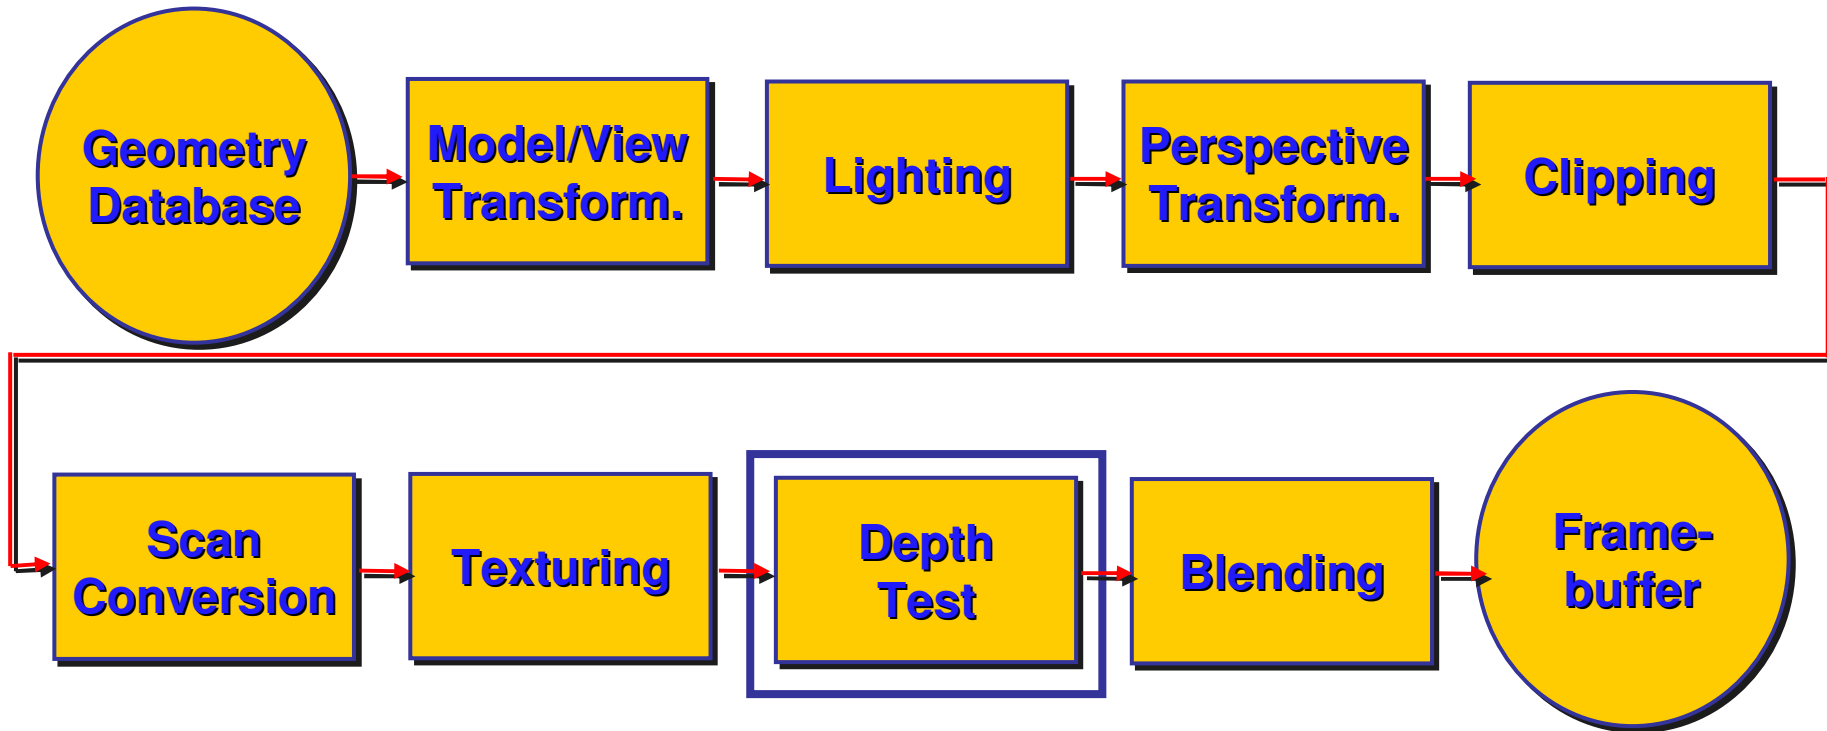 Geometry
Database
Model/View
Transform.
Lighting
Perspective
Transform.
Clipping
Scan
Conversion
Texturing
Depth
Test
Blending
Frame-
buffer